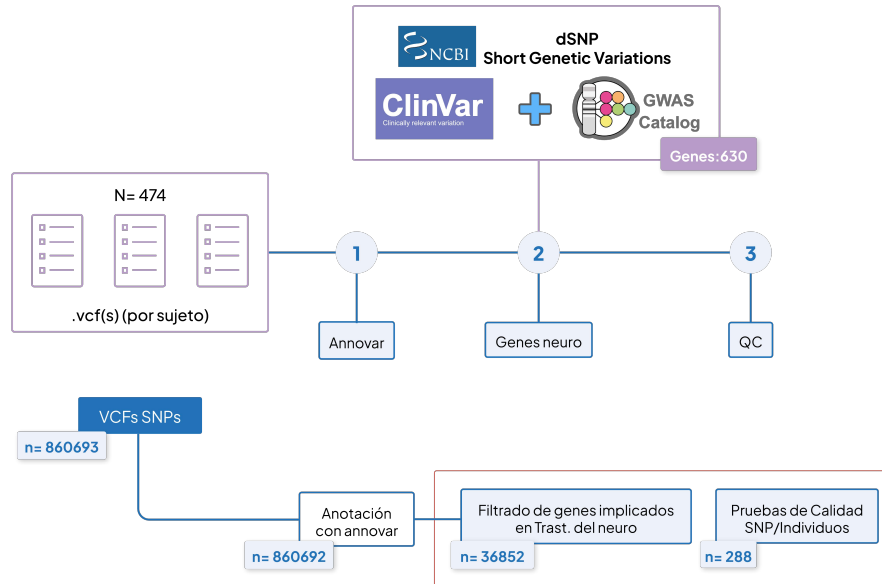 NCBI
dSNP
Short Genetic Variations
ClinVar
Clinically relevant variation
GWAS
Catalog
Genes:630
N= 474
.vcf(s) (por sujeto)
1
2
3
Annovar
Genes neuro
QC
VCFs SNPs
n= 860693
Anotación
con annovar
n= 860692
Filtrado de genes implicados
en Trast. del neuro
n= 36852
Pruebas de Calidad
SNP/Individuos
n= 288